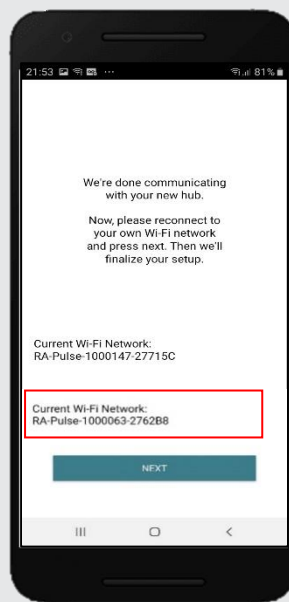 21:53 ... 81%
We're done communicating
with your new hub.
Now, please reconnect to
your own Wi-Fi network
and press next. Then we'll
finalize your setup.
Current Wi-Fi Network:
RA-Pulse-1000147-27715C
Current Wi-Fi Network:
RA-Pulse-1000063-2762B8
NEXT